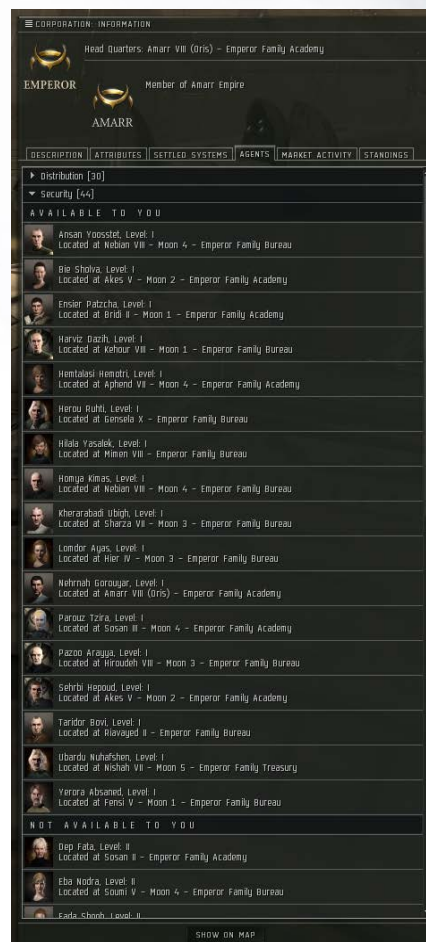 CORPORATION: INFORMATION
Head Quarters: Amarr VIII (Oris) - Emperor Family Academy
EMPEROR
Member of Amarr Empire
AMARR
DESCRIPTION ATTRIBUTES SETTLED SYSTEMS AGENTS MARKET ACTIVITY STANDINGS
Distribution [30]
Security [44]
AVAILABLE TO YOU
Ansan Yoosstet, Level: I
Located at Nebian VIII - Moon 4 - Emperor Family Bureau
Bie Sholva, Level: I
Located at Akes V - Moon 2 - Emperor Family Academy
Ensier Patzcha, Level: I
Located at Bridi II - Moon 1 - Emperor Family Academy
Harviz Dazih, Level: I
Located at Kehour VIII - Moon 1 - Emperor Family Bureau
Hemtalasi Hemotri, Level: I
Located at Aphend VII - Moon 4 - Emperor Family Academy
Herou Ruhti, Level: I
Located at Gensela X - Emperor Family Bureau
Hilala Yasalek, Level: I
Located at Mimen VIII - Emperor Family Bureau
Homya Kimas, Level: I
Located at Nebian VIII - Moon 4 - Emperor Family Bureau
Kherarabadi Ubigh, Level: I
Located at Sharza VII - Moon 3 - Emperor Family Bureau
Lomdor Ayas, Level: I
Located at Hier IV - Moon 3 - Emperor Family Bureau
Nehrnah Gorouyar, Level: I
Located at Amarr VIII (Oris) - Emperor Family Academy
Parouz Tzira, Level: I
Located at Sosan III - Moon 4 - Emperor Family Academy
Pazoo Arayya, Level: I
Located at Hiroudeh VIII - Moon 3 - Emperor Family Bureau
Sehrbi Hepoud, Level: I
Located at Akes V - Moon 2 - Emperor Family Academy
Taridor Bovi, Level: I
Located at Riavayed II - Emperor Family Bureau
Ubardu Nuhafshen, Level: I
Located at Nishah VII - Moon 5 - Emperor Family Treasury
Yerora Absaned, Level: I
Located at Fensi V - Moon 1 - Emperor Family Bureau
NOT AVAILABLE TO YOU
Dep Fata, Level: II
Located at Sosan II - Emperor Family Academy
Eba Nodra, Level: II
Located at Soumi V - Moon 4 - Emperor Family Bureau
Level: II
SHOW ON MAP